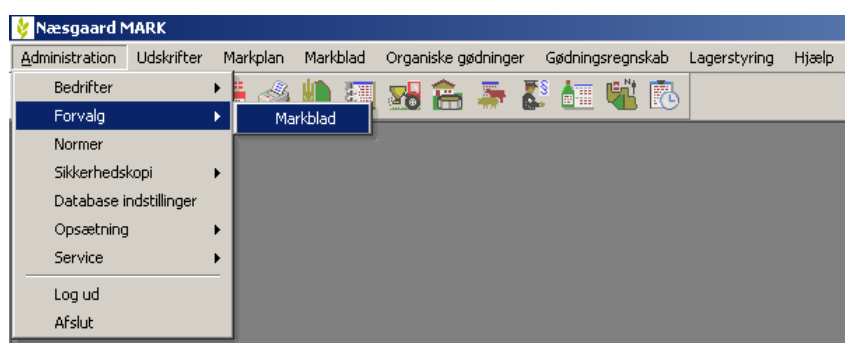 Næsgaard MARK
Administration Udskrifter Markplan Markblad Organiske gødninger Gødningsregnskab Lagerstyring Hjælp
Bedrifter
Forvalg
Markblad
Normer
Sikkerhedskopi
Database indstillinger
Opsætning
Service
Log ud
Afslut